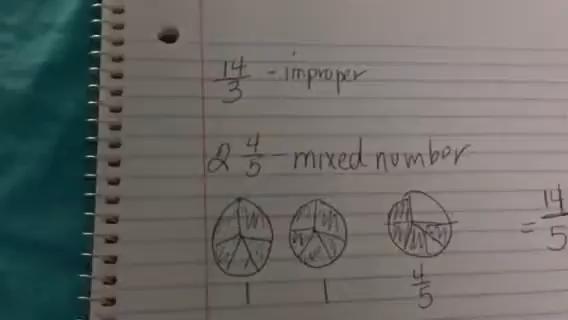 14/3 - improper
2 4/5 - mixed number
1 1 4/5 = 14/5